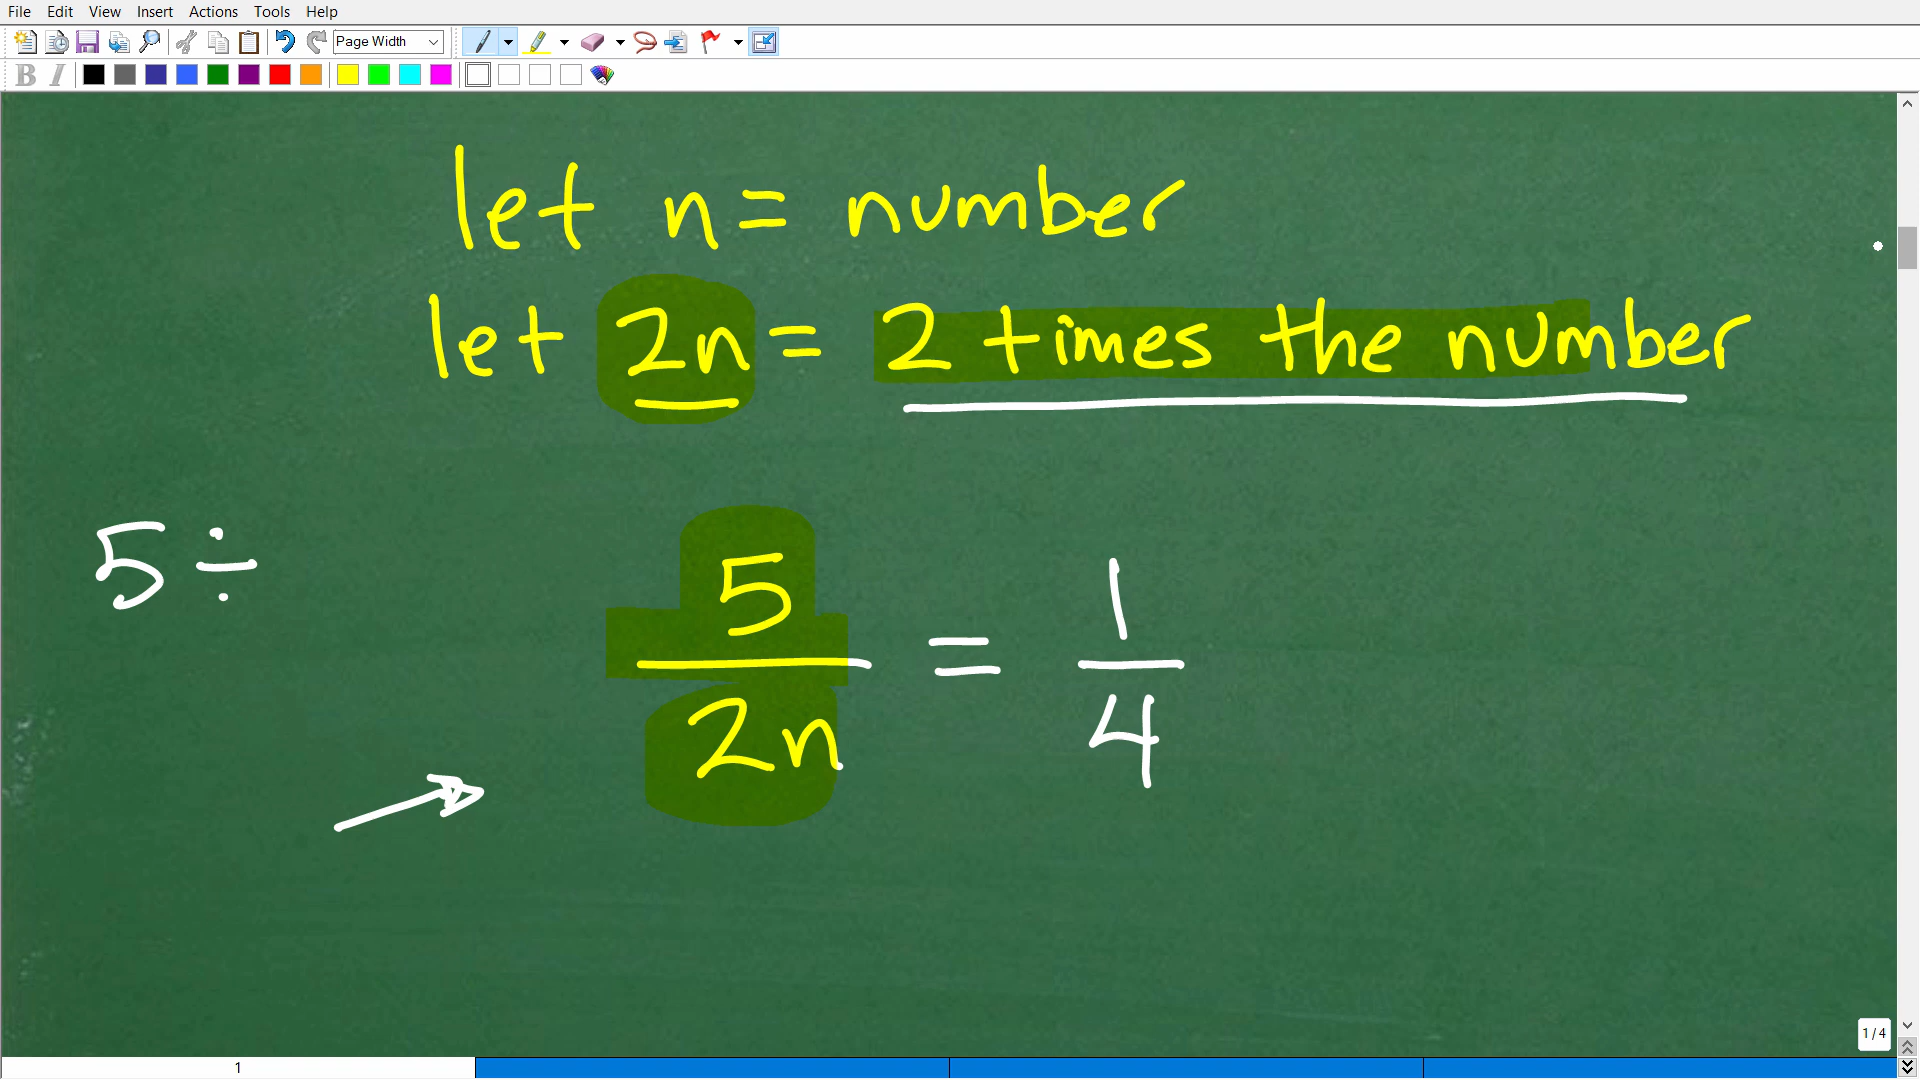 File Edit View Insert Actions Tools Help
Page Width
B I
let n = number
let 2n = 2 times the number
5 ÷
5/2n = 1/4
1 / 4
1